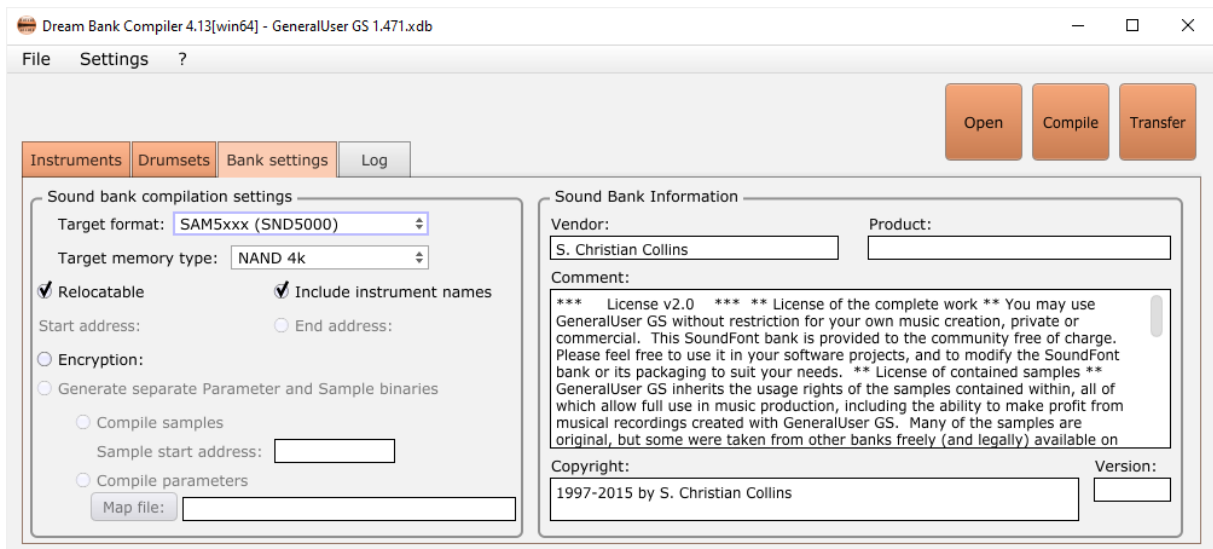 Dream Bank Compiler 4.13[win64] - GeneralUser GS 1.471.xdb
File Settings ?
Open Compile Transfer
Instruments Drumsets Bank settings Log
Sound bank compilation settings
Target format: SAM5xxx (SND5000)
Target memory type: NAND 4k
Relocatable Include instrument names
Start address: End address:
Encryption:
Generate separate Parameter and Sample binaries
Compile samples
Sample start address:
Compile parameters
Map file:
Sound Bank Information
Vendor: Product:
S. Christian Collins
Comment:
*** License v2.0 *** ** License of the complete work ** You may use
GeneralUser GS without restriction for your own music creation, private or
commercial. This SoundFont bank is provided to the community free of charge.
Please feel free to use it in your software projects, and to modify the SoundFont
bank or its packaging to suit your needs. ** License of contained samples **
GeneralUser GS inherits the usage rights of the samples contained within, all of
which allow full use in music production, including the ability to make profit from
musical recordings created with GeneralUser GS. Many of the samples are
original, but some were taken from other banks freely (and legally) available on
Copyright: Version:
1997-2015 by S. Christian Collins